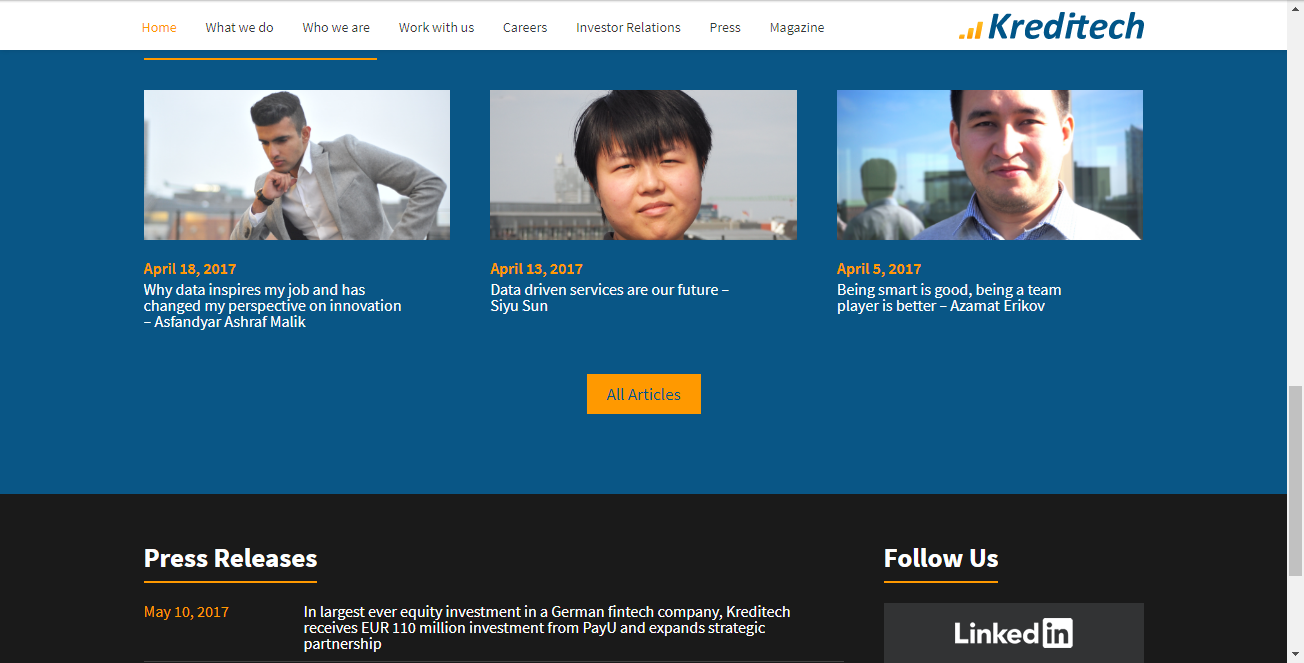 Home What we do Who we are Work with us Careers Investor Relations Press Magazine Kreditech
April 18, 2017
Why data inspires my job and has
changed my perspective on innovation
– Asfandyar Ashraf Malik
April 13, 2017
Data driven services are our future –
Siyu Sun
April 5, 2017
Being smart is good, being a team
player is better – Azamat Erikov
All Articles
Press Releases
May 10, 2017
In largest ever equity investment in a German fintech company, Kreditech
receives EUR 110 million investment from PayU and expands strategic
partnership
Follow Us
Linked in